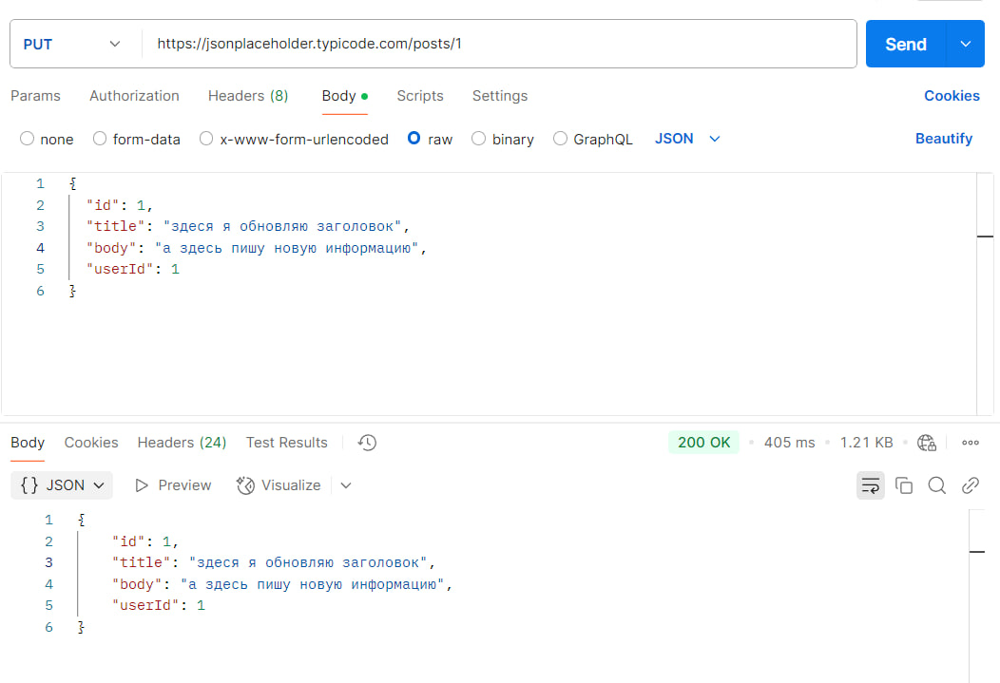 PUT https://jsonplaceholder.typicode.com/posts/1 Send
Params Authorization Headers (8) Body Scripts Settings Cookies
none form-data x-www-form-urlencoded raw binary GraphQL JSON Beautify
1 {
2 "id": 1,
3 "title": "здеся я обновляю заголовок",
4 "body": "а здесь пишу новую информацию",
5 "userId": 1
6 }
Body Cookies Headers (24) Test Results 200 OK 405 ms 1.21 KB
{} JSON Preview Visualize
1 {
2 "id": 1,
3 "title": "здеся я обновляю заголовок",
4 "body": "а здесь пишу новую информацию",
5 "userId": 1
6 }